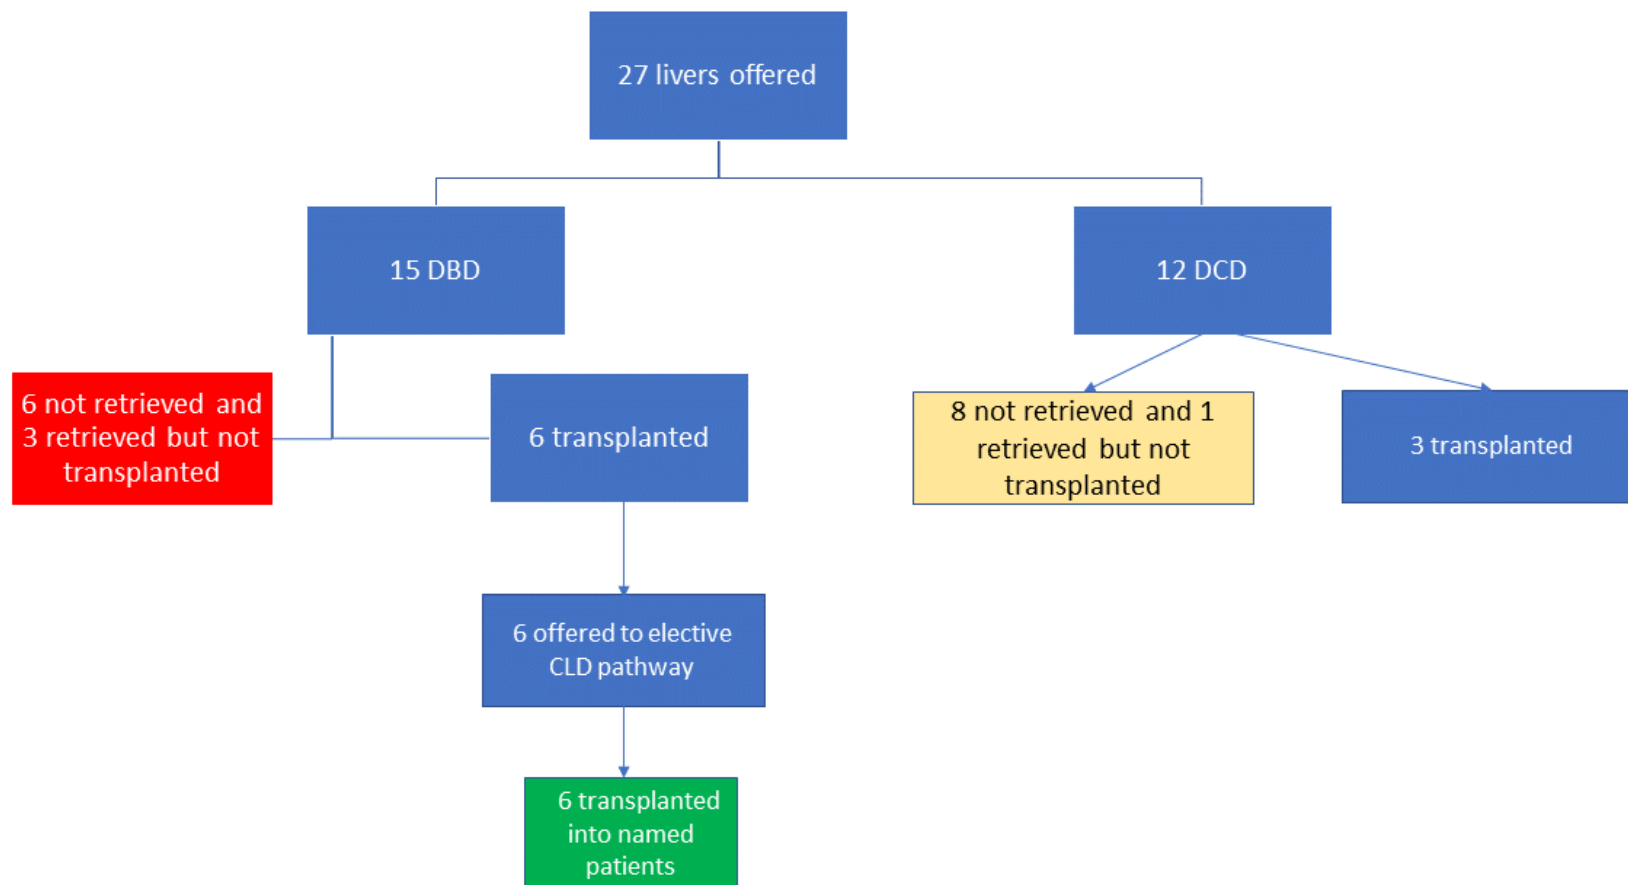 27 livers offered
15 DBD
12 DCD
6 not retrieved and
3 retrieved but not
transplanted
6 transplanted
8 not retrieved and 1
retrieved but not
transplanted
3 transplanted
6 offered to elective
CLD pathway
6 transplanted
into named
patients